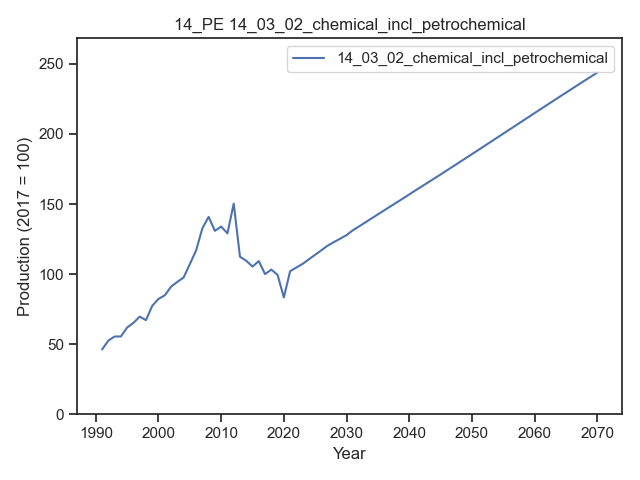 14_PE 14_03_02_chemical_incl_petrochemical
14_03_02_chemical_incl_petrochemical
Production (2017 = 100)
250
200
150
100
50
0
1990 2000 2010 2020 2030 2040 2050 2060 2070
Year